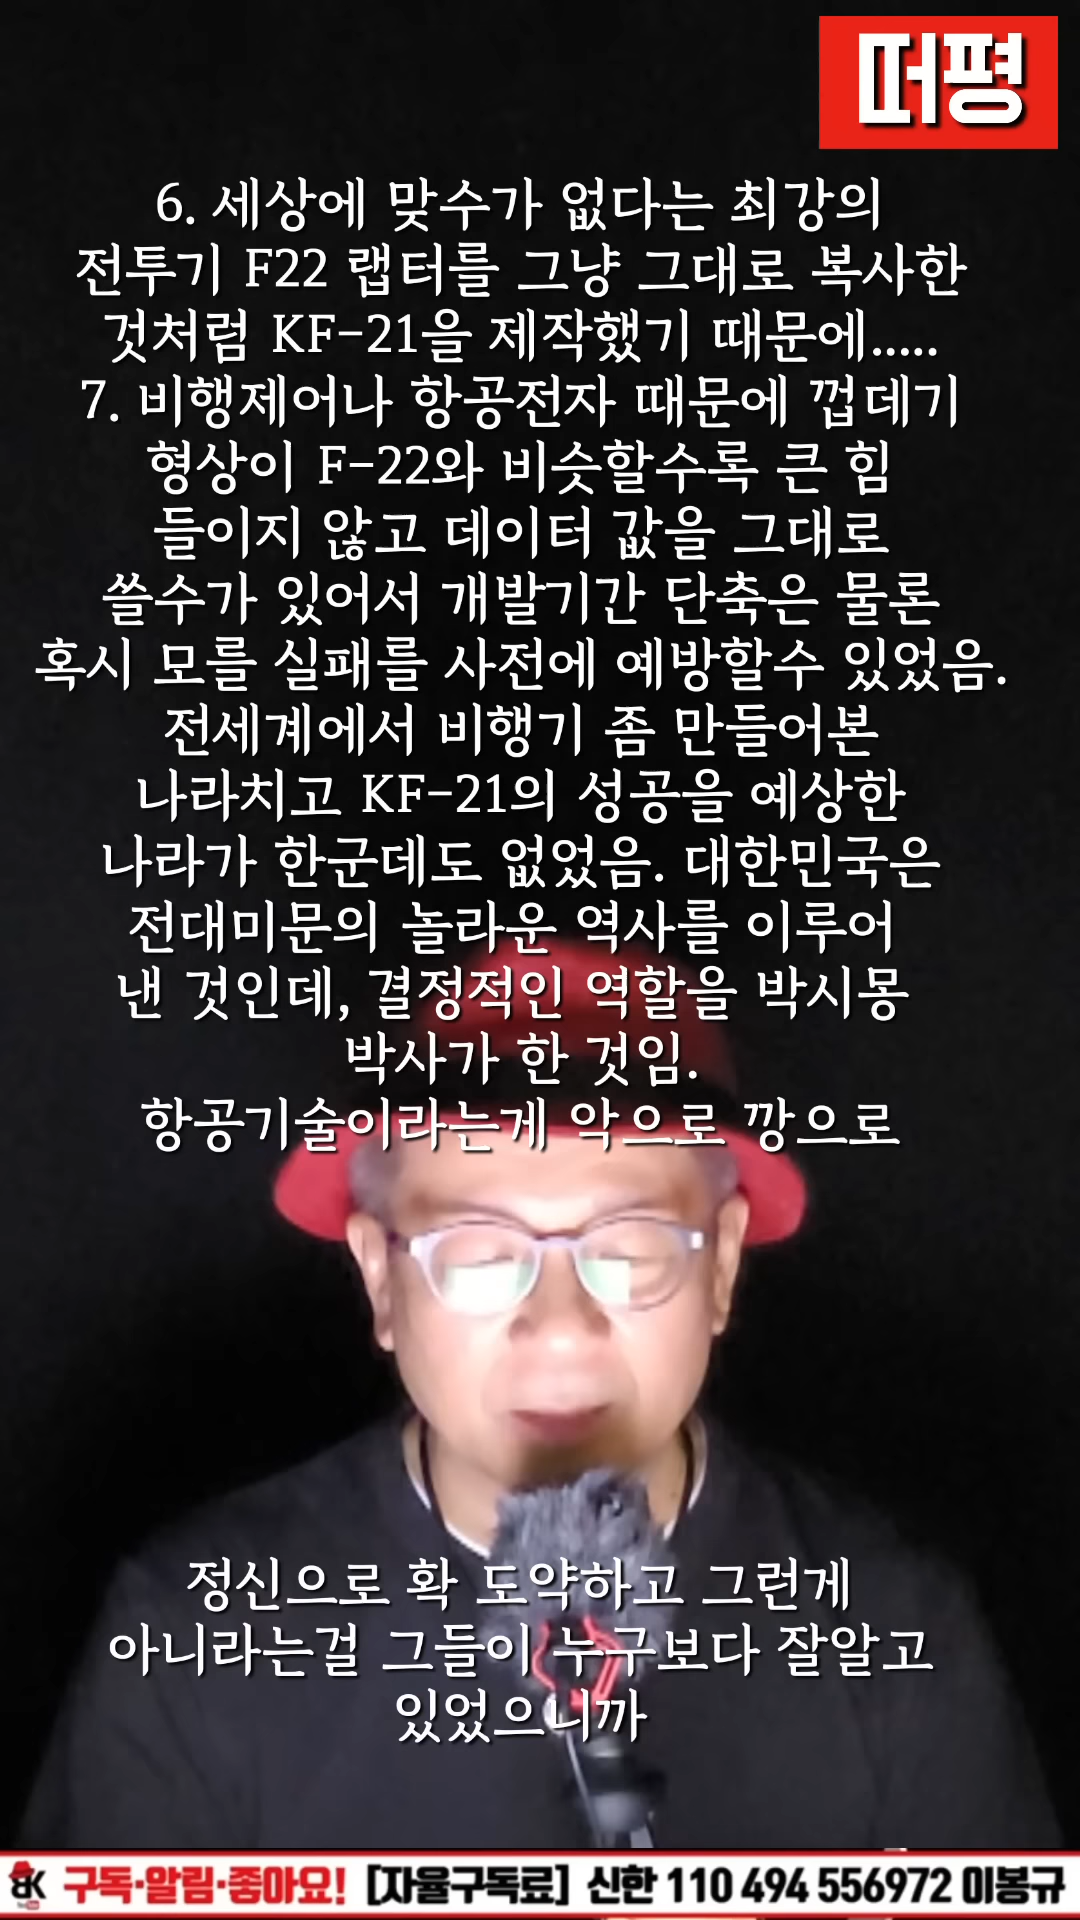 떠평
6. 세상에 맞수가 없다는 최강의
전투기 F22 랩터를 그냥 그대로 복사한
것처럼 KF-21을 제작했기 때문에.....
7. 비행제어나 항공전자 때문에 껍데기
형상이 F-22와 비슷할수록 큰 힘
들이지 않고 데이터 값을 그대로
쓸수가 있어서 개발기간 단축은 물론
혹시 모를 실패를 사전에 예방할수 있었음.
전세계에서 비행기 좀 만들어본
나라치고 KF-21의 성공을 예상한
나라가 한군데도 없었음. 대한민국은
전대미문의 놀라운 역사를 이루어
낸 것인데, 결정적인 역할을 박시몽
박사가 한 것임.
항공기술이라는게 악으로 깡으로
정신으로 확 도약하고 그런게
아니라는걸 그들이 누구보다 잘알고
있었으니까
BK 구독·알림·좋아요! [자율구독료] 신한 110 494 556972 이봉규